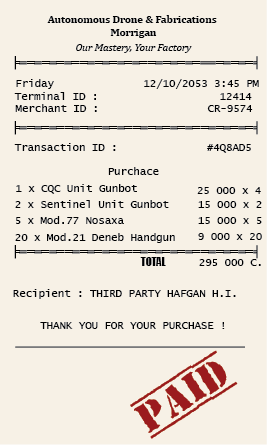 Autonomous Drone & Fabrications
Morrigan
Our Mastery, Your Factory
Friday 12/10/2053 3:45 PM
Terminal ID : 12414
Merchant ID : CR-9574
Transaction ID : #4Q8AD5
Purchace
1 x CQC Unit Gunbot 25 000 x 4
2 x Sentinel Unit Gunbot 15 000 x 2
5 x Mod.77 Nosaxa 15 000 x 5
20 x Mod.21 Deneb Handgun 9 000 x 20
TOTAL 295 000 C.
Recipient : THIRD PARTY HAFGAN H.I.
THANK YOU FOR YOUR PURCHASE !
PAID